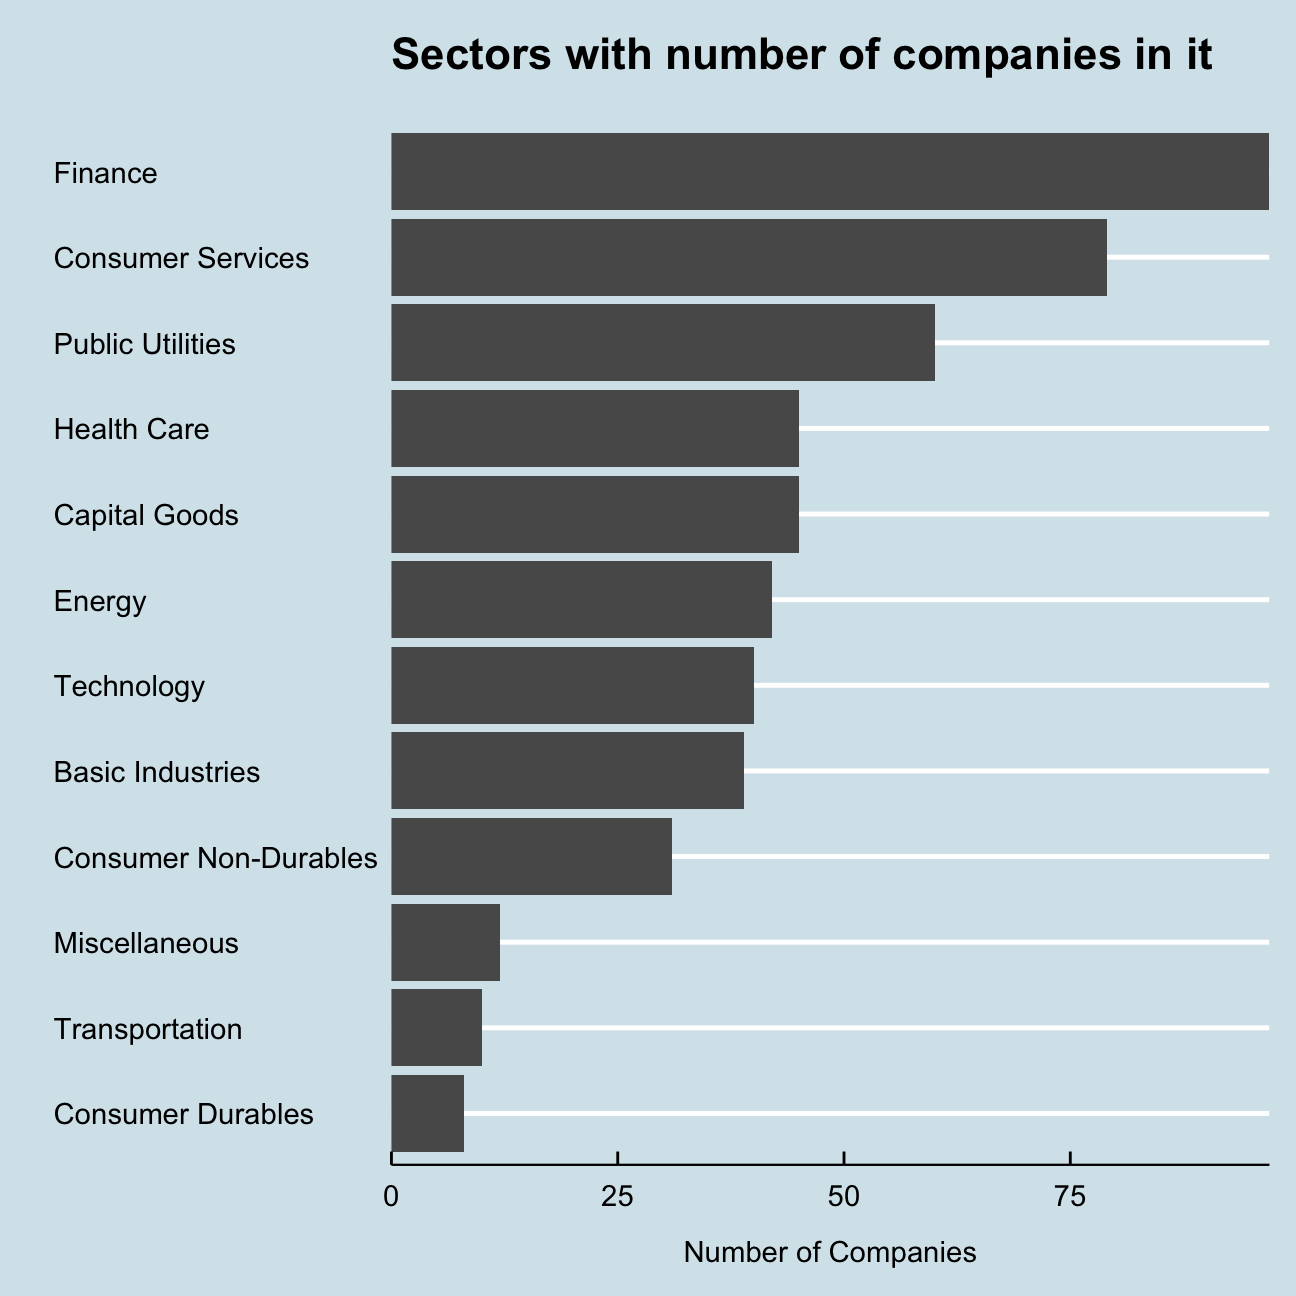 Sectors with number of companies in it
Finance
Consumer Services
Public Utilities
Health Care
Capital Goods
Energy
Technology
Basic Industries
Consumer Non-Durables
Miscellaneous
Transportation
Consumer Durables
0 25 50 75
Number of Companies